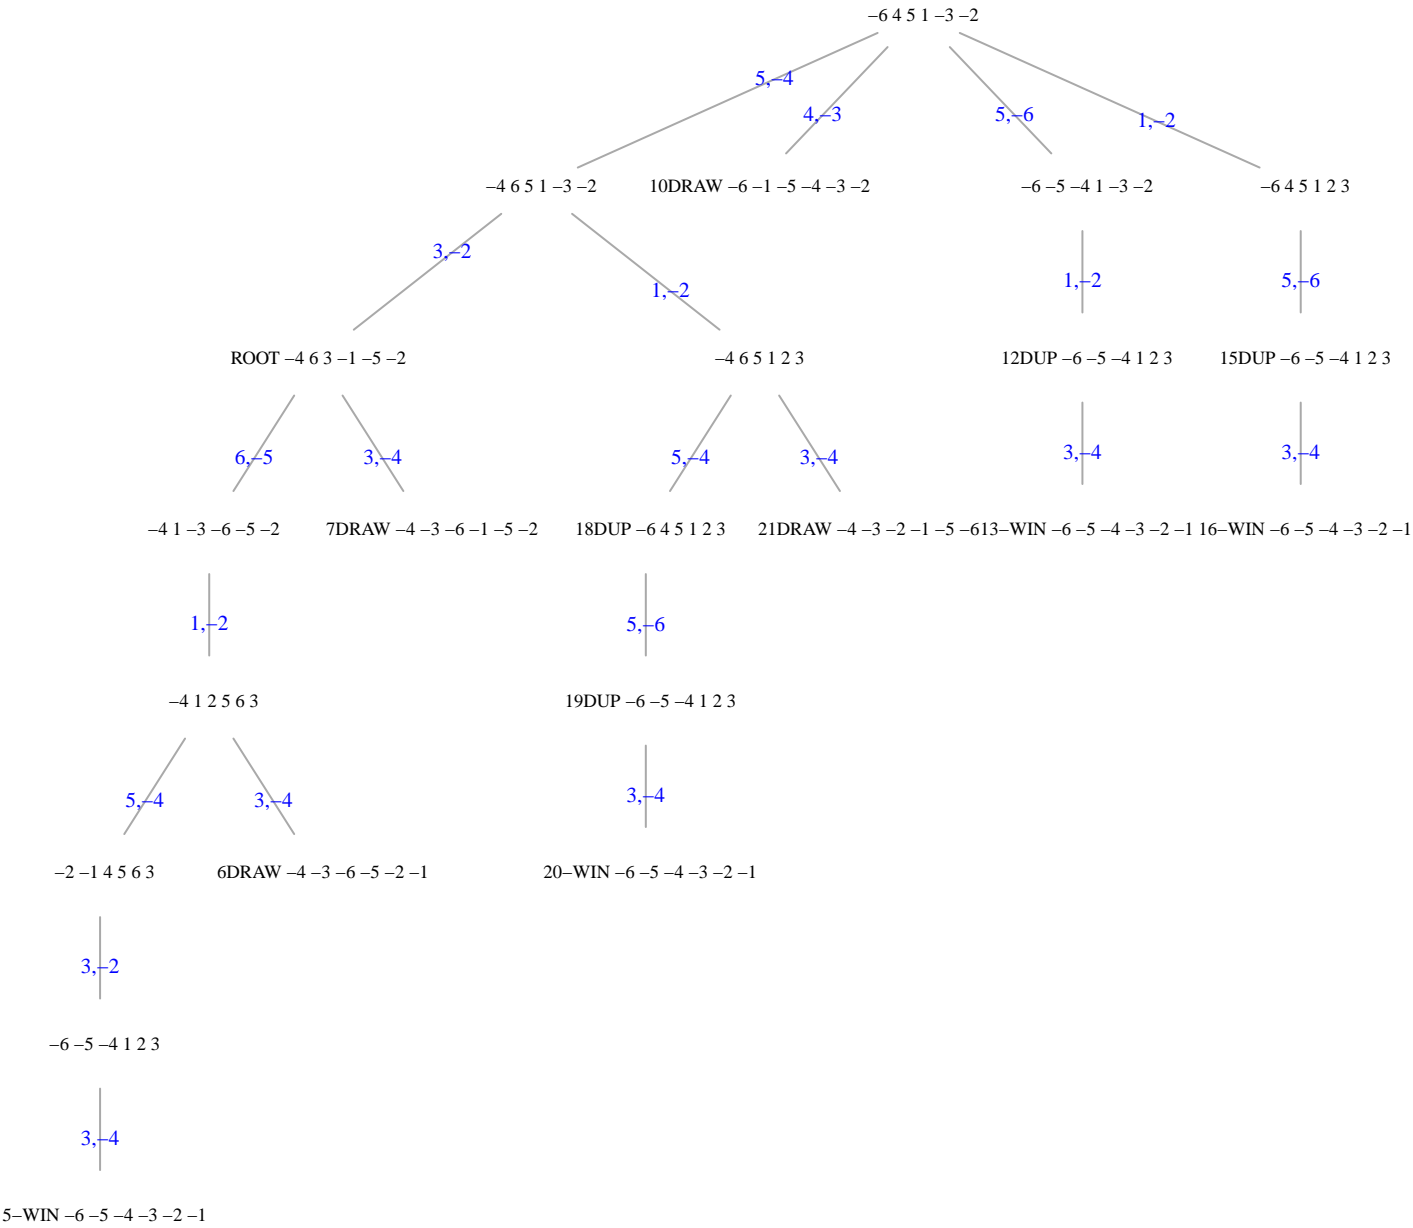 –6 4 5 1 –3 –2
5,–4
4,–3
5,–6
1,–2
–4 6 5 1 –3 –2
10DRAW –6 –1 –5 –4 –3 –2
–6 –5 –4 1 –3 –2
–6 4 5 1 2 3
3,–2
1,–2
1,–2
5,–6
ROOT –4 6 3 –1 –5 –2
–4 6 5 1 2 3
12DUP –6 –5 –4 1 2 3
15DUP –6 –5 –4 1 2 3
6,–5
3,–4
5,–4
3,–4
3,–4
3,–4
–4 1 –3 –6 –5 –2
7DRAW –4 –3 –6 –1 –5 –2
18DUP –6 4 5 1 2 3
21DRAW –4 –3 –2 –1 –5 –6
13–WIN –6 –5 –4 –3 –2 –1
16–WIN –6 –5 –4 –3 –2 –1
1,–2
5,–6
–4 1 2 5 6 3
19DUP –6 –5 –4 1 2 3
5,–4
3,–4
3,–4
–2 –1 4 5 6 3
6DRAW –4 –3 –6 –5 –2 –1
20–WIN –6 –5 –4 –3 –2 –1
3,–2
–6 –5 –4 1 2 3
3,–4
5–WIN –6 –5 –4 –3 –2 –1